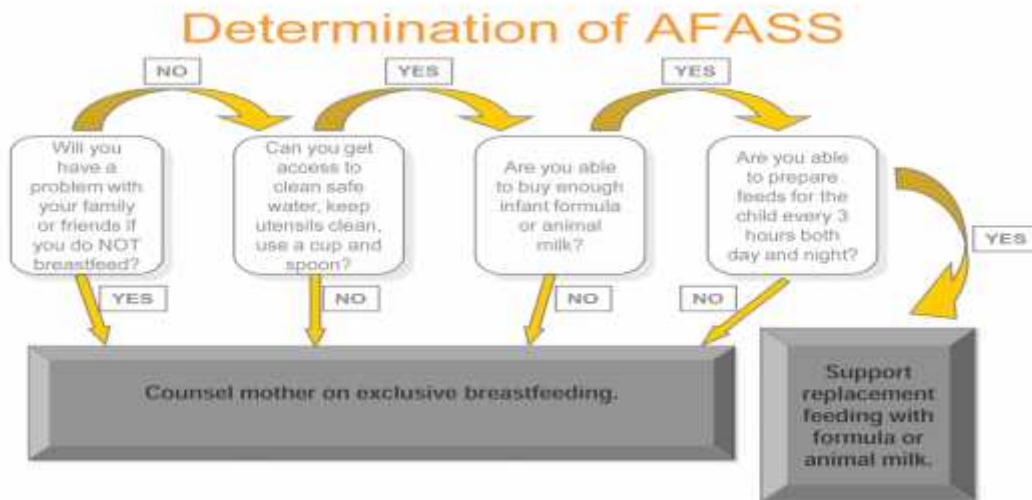 Determination of AFASS
NO
YES
YES
Will you
have a
problem with
your family
or friends if
you do NOT
breastfeed?
Can you get
access to
clean safe
water, keep
utensils clean,
use a cup and
spoon?
Are you able
to buy enough
infant formula
or animal
milk?
Are you able
to prepare
feeds for the
child every 3
hours both
day and night?
YES
YES
NO
NO
NO
Counsel mother on exclusive breastfeeding.
Support
replacement
feeding with
formula or
animal milk.